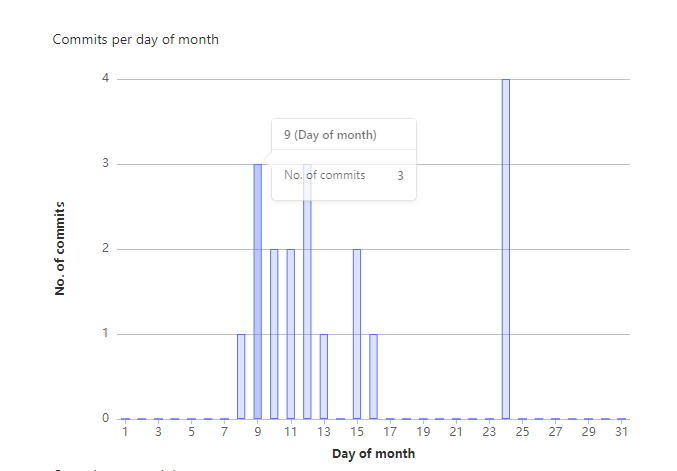 Commits per day of month
4
9 (Day of month)
3
No. of commits 3
No. of commits
2
1
0
1 3 5 7 9 11 13 15 17 19 21 23 25 27 29 31
Day of month